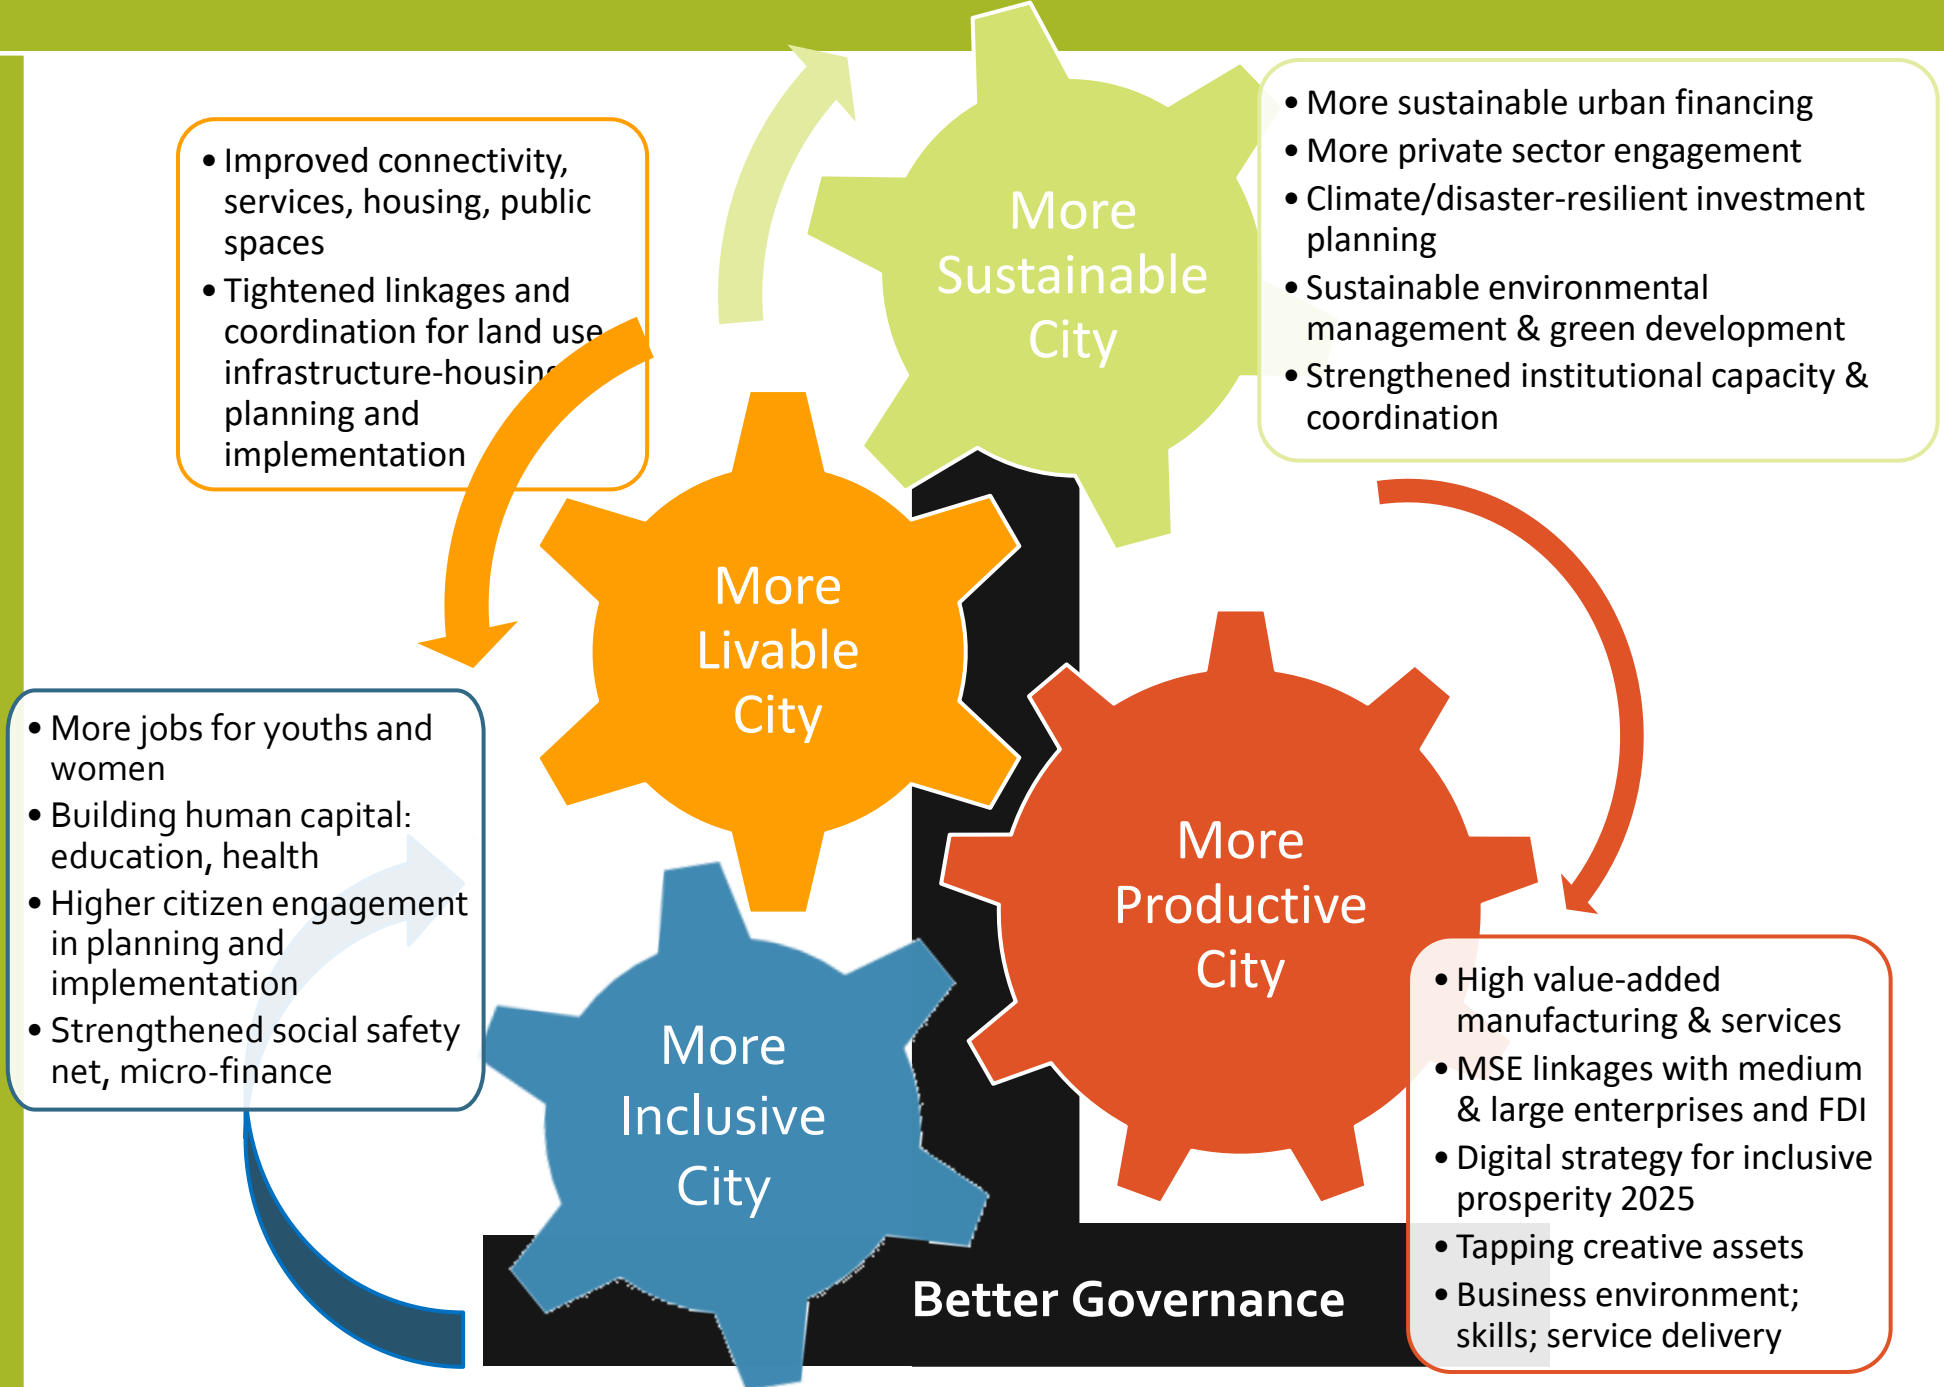 • Improved connectivity,
services, housing, public
spaces
• Tightened linkages and
coordination for land use
infrastructure-housing
planning and
implementation
More
Sustainable
City
• More sustainable urban financing
• More private sector engagement
• Climate/disaster-resilient investment
planning
• Sustainable environmental
management & green development
• Strengthened institutional capacity &
coordination
More
Livable
City
• More jobs for youths and
women
• Building human capital:
education, health
• Higher citizen engagement
in planning and
implementation
• Strengthened social safety
net, micro-finance
More
Inclusive
City
More
Productive
City
• High value-added
manufacturing & services
• MSE linkages with medium
& large enterprises and FDI
• Digital strategy for inclusive
prosperity 2025
• Tapping creative assets
• Business environment;
skills; service delivery
Better Governance